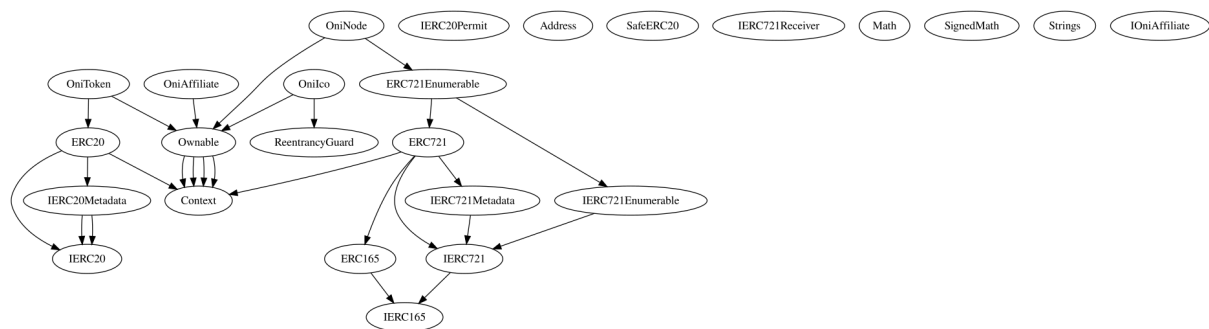 OniNode
IERC20Permit
Address
SafeERC20
IERC721Receiver
Math
SignedMath
Strings
IOniAffiliate
OniToken
OniAffiliate
OniIco
ERC721Enumerable
ERC20
Ownable
ReentrancyGuard
ERC721
IERC20Metadata
Context
IERC721Metadata
IERC721Enumerable
IERC20
ERC165
IERC721
IERC165